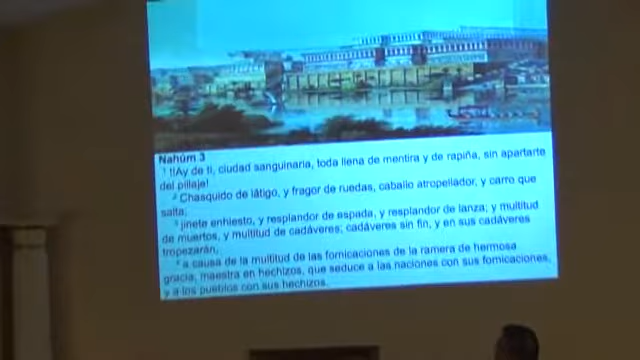 Nahúm 3
1 !!Ay de ti, ciudad sanguinaria, toda llena de mentira y de rapiña, sin apartarte
del pillaje!
2 Chasquido de látigo, y fragor de ruedas, caballo atropellador, y carro que
salta;
3 jinete enhiesto, y resplandor de espada, y resplandor de lanza; y multitud
de muertos, y multitud de cadáveres; cadáveres sin fin, y en sus cadáveres
tropezarán,
4 a causa de la multitud de las fornicaciones de la ramera de hermosa
gracia, maestra en hechizos, que seduce a las naciones con sus fornicaciones,
y a los pueblos con sus hechizos.